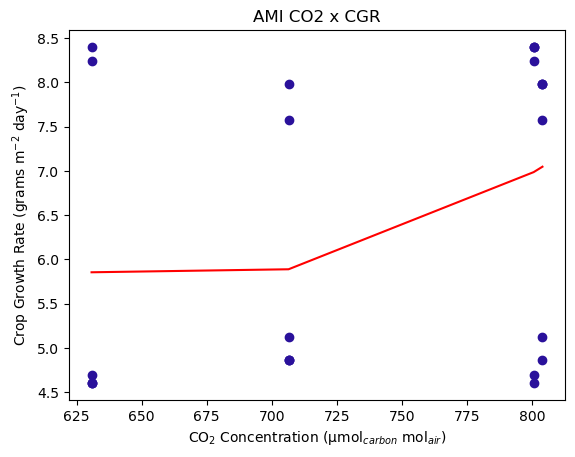 AMI CO2 x CGR
8.5
8.0
7.5
7.0
6.5
6.0
5.5
5.0
4.5
Crop Growth Rate (grams m⁻² day⁻¹)
625 650 675 700 725 750 775 800
CO₂ Concentration (μmol_carbon mol_air)